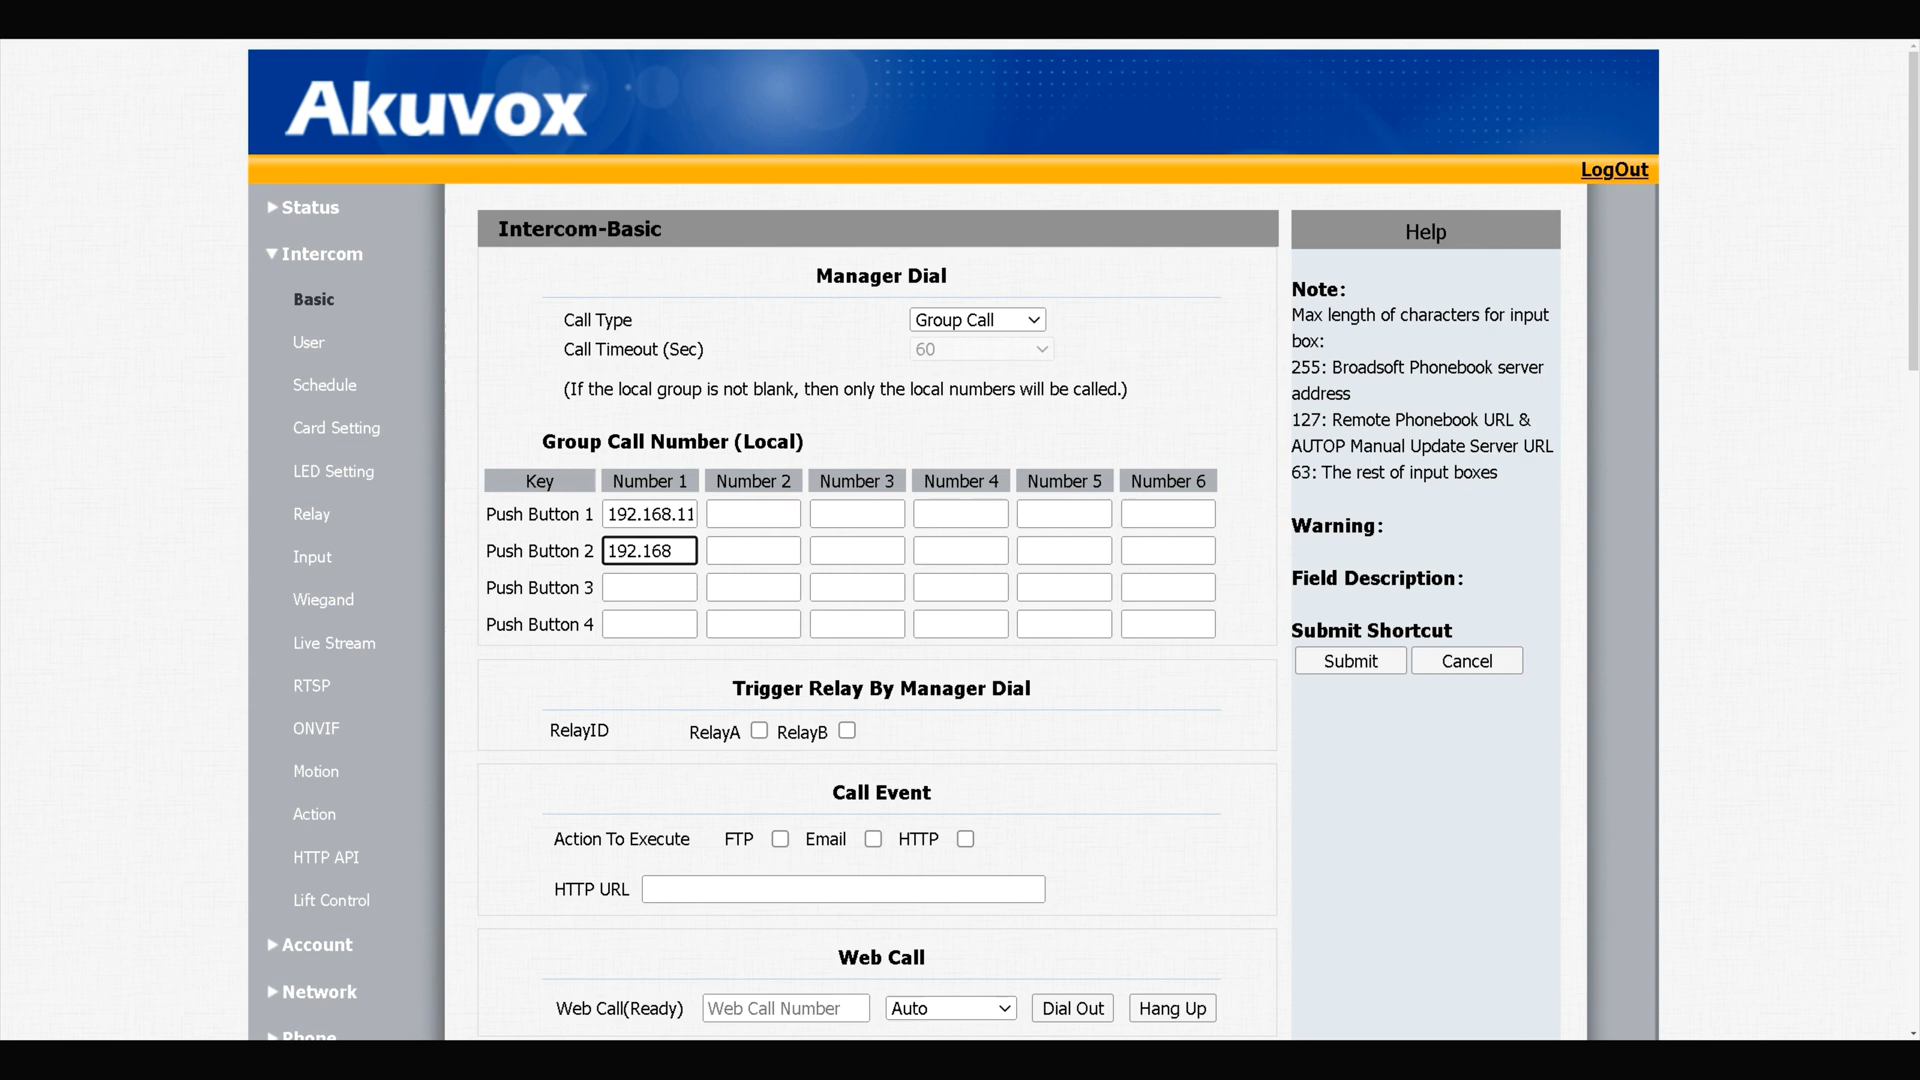 Akuvox
LogOut
Status
Intercom
Basic
User
Schedule
Card Setting
LED Setting
Relay
Input
Wiegand
Live Stream
RTSP
ONVIF
Motion
Action
HTTP API
Lift Control
Account
Network
Phone
Intercom-Basic
Manager Dial
Call Type Group Call
Call Timeout (Sec) 60
(If the local group is not blank, then only the local numbers will be called.)
Group Call Number (Local)
Key Number 1 Number 2 Number 3 Number 4 Number 5 Number 6
Push Button 1 192.168.11
Push Button 2 192.168
Push Button 3
Push Button 4
Trigger Relay By Manager Dial
RelayID RelayA RelayB
Call Event
Action To Execute FTP Email HTTP
HTTP URL
Web Call
Web Call(Ready) Web Call Number Auto Dial Out Hang Up
Help
Note:
Max length of characters for input
box:
255: Broadsoft Phonebook server
address
127: Remote Phonebook URL &
AUTOP Manual Update Server URL
63: The rest of input boxes
Warning:
Field Description:
Submit Shortcut
Submit Cancel